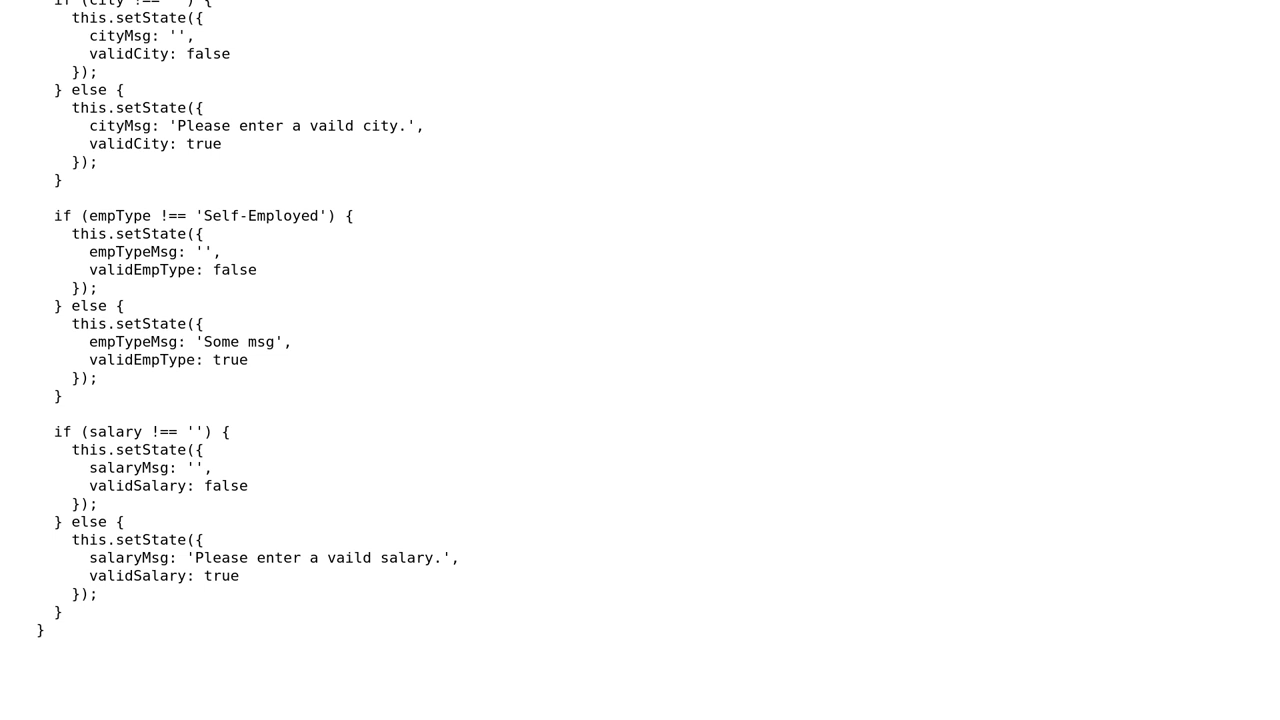 if (city !== '') {
this.setState({
cityMsg: '',
validCity: false
});
} else {
this.setState({
cityMsg: 'Please enter a vaild city.',
validCity: true
});
}
if (empType !== 'Self-Employed') {
this.setState({
empTypeMsg: '',
validEmpType: false
});
} else {
this.setState({
empTypeMsg: 'Some msg',
validEmpType: true
});
}
if (salary !== '') {
this.setState({
salaryMsg: '',
validSalary: false
});
} else {
this.setState({
salaryMsg: 'Please enter a vaild salary.',
validSalary: true
});
}
}